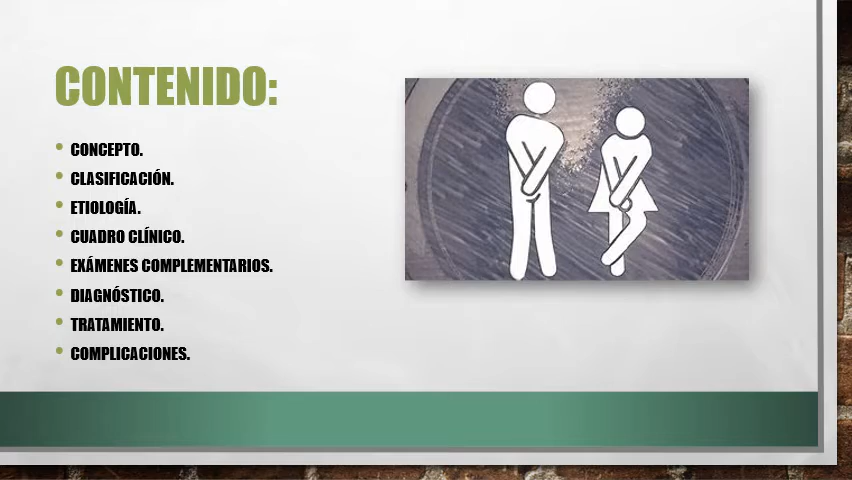 CONTENIDO:
CONCEPTO.
CLASIFICACIÓN.
ETIOLOGÍA.
CUADRO CLÍNICO.
EXÁMENES COMPLEMENTARIOS.
DIAGNÓSTICO.
TRATAMIENTO.
COMPLICACIONES.